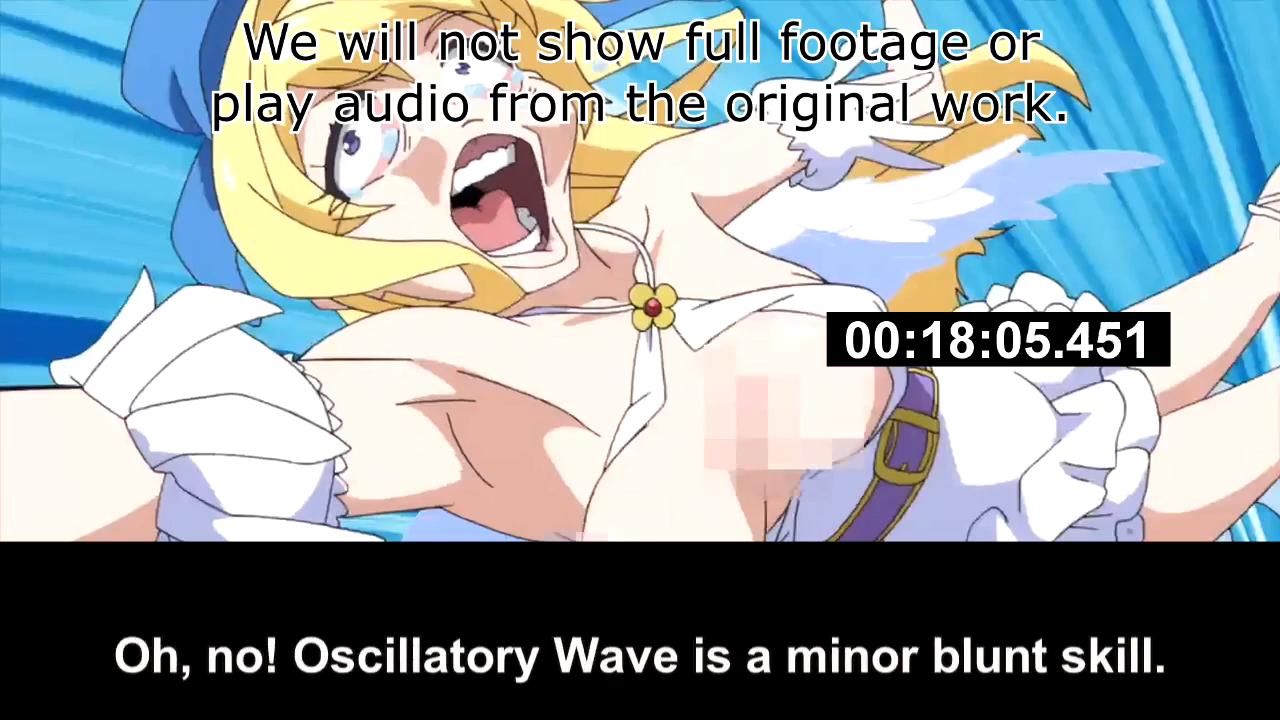 We will not show full footage or
play audio from the original work.
00:18:05.451
Oh, no! Oscillatory Wave is a minor blunt skill.